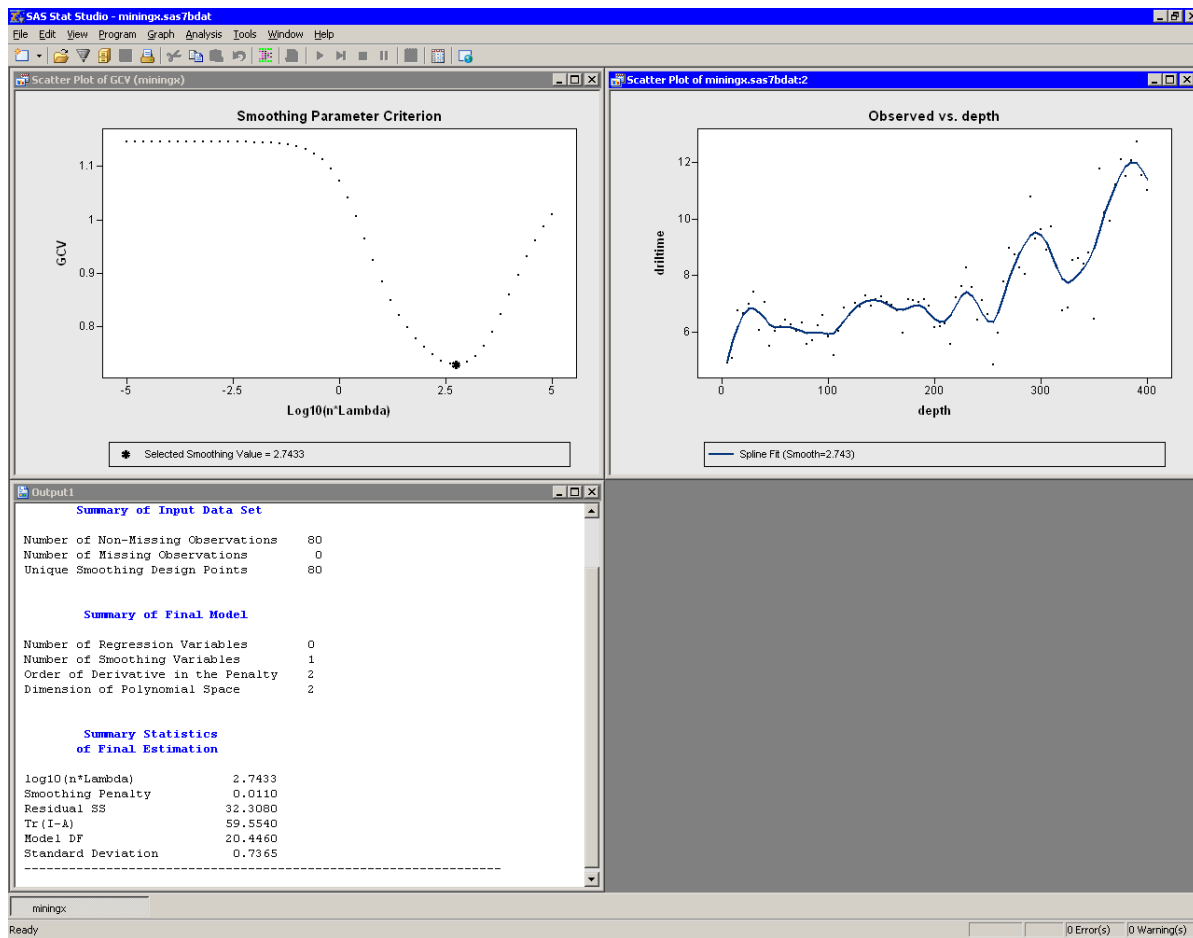 SAS Stat Studio - miningx.sas7bdat
File Edit View Program Graph Analysis Tools Window Help
Scatter Plot of GCV (miningx)
Smoothing Parameter Criterion
GCV
1.1
1
0.9
0.8
-5 -2.5 0 2.5 5
Log10(n*Lambda)
Selected Smoothing Value = 2.7433
Scatter Plot of miningx.sas7bdat:2
Observed vs. depth
driltime
12
10
8
6
0 100 200 300 400
depth
Spline Fit (Smooth=2.743)
Output1
Summary of Input Data Set
Number of Non-Missing Observations 80
Number of Missing Observations 0
Unique Smoothing Design Points 80
Summary of Final Model
Number of Regression Variables 0
Number of Smoothing Variables 1
Order of Derivative in the Penalty 2
Dimension of Polynomial Space 2
Summary Statistics
of Final Estimation
log10(n*Lambda) 2.7433
Smoothing Penalty 0.0110
Residual SS 32.3080
Tr(I-A) 59.5540
Model DF 20.4460
Standard Deviation 0.7365
miningx
Ready
0 Error(s) 0 Warning(s)